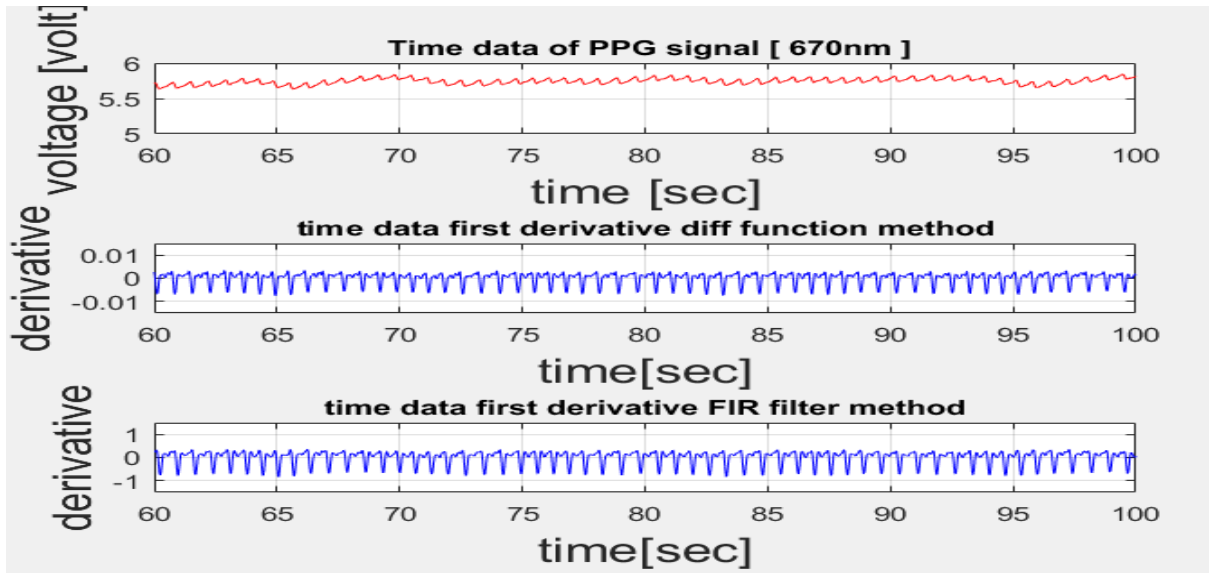 Time data of PPG signal [ 670nm ]
voltage [volt]
6
5.5
5
60 65 70 75 80 85 90 95 100
time [sec]
time data first derivative diff function method
derivative
0.01
0
-0.01
60 65 70 75 80 85 90 95 100
time[sec]
time data first derivative FIR filter method
derivative
1
0
-1
60 65 70 75 80 85 90 95 100
time[sec]